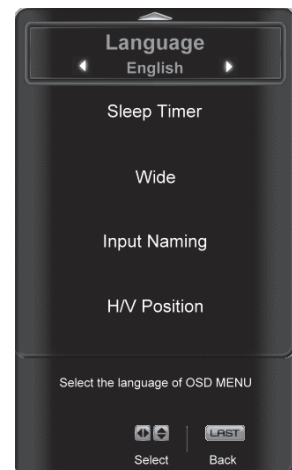 Language
English
Sleep Timer
Wide
Input Naming
H/V Position
Select the language of OSD MENU
LAST
Select Back